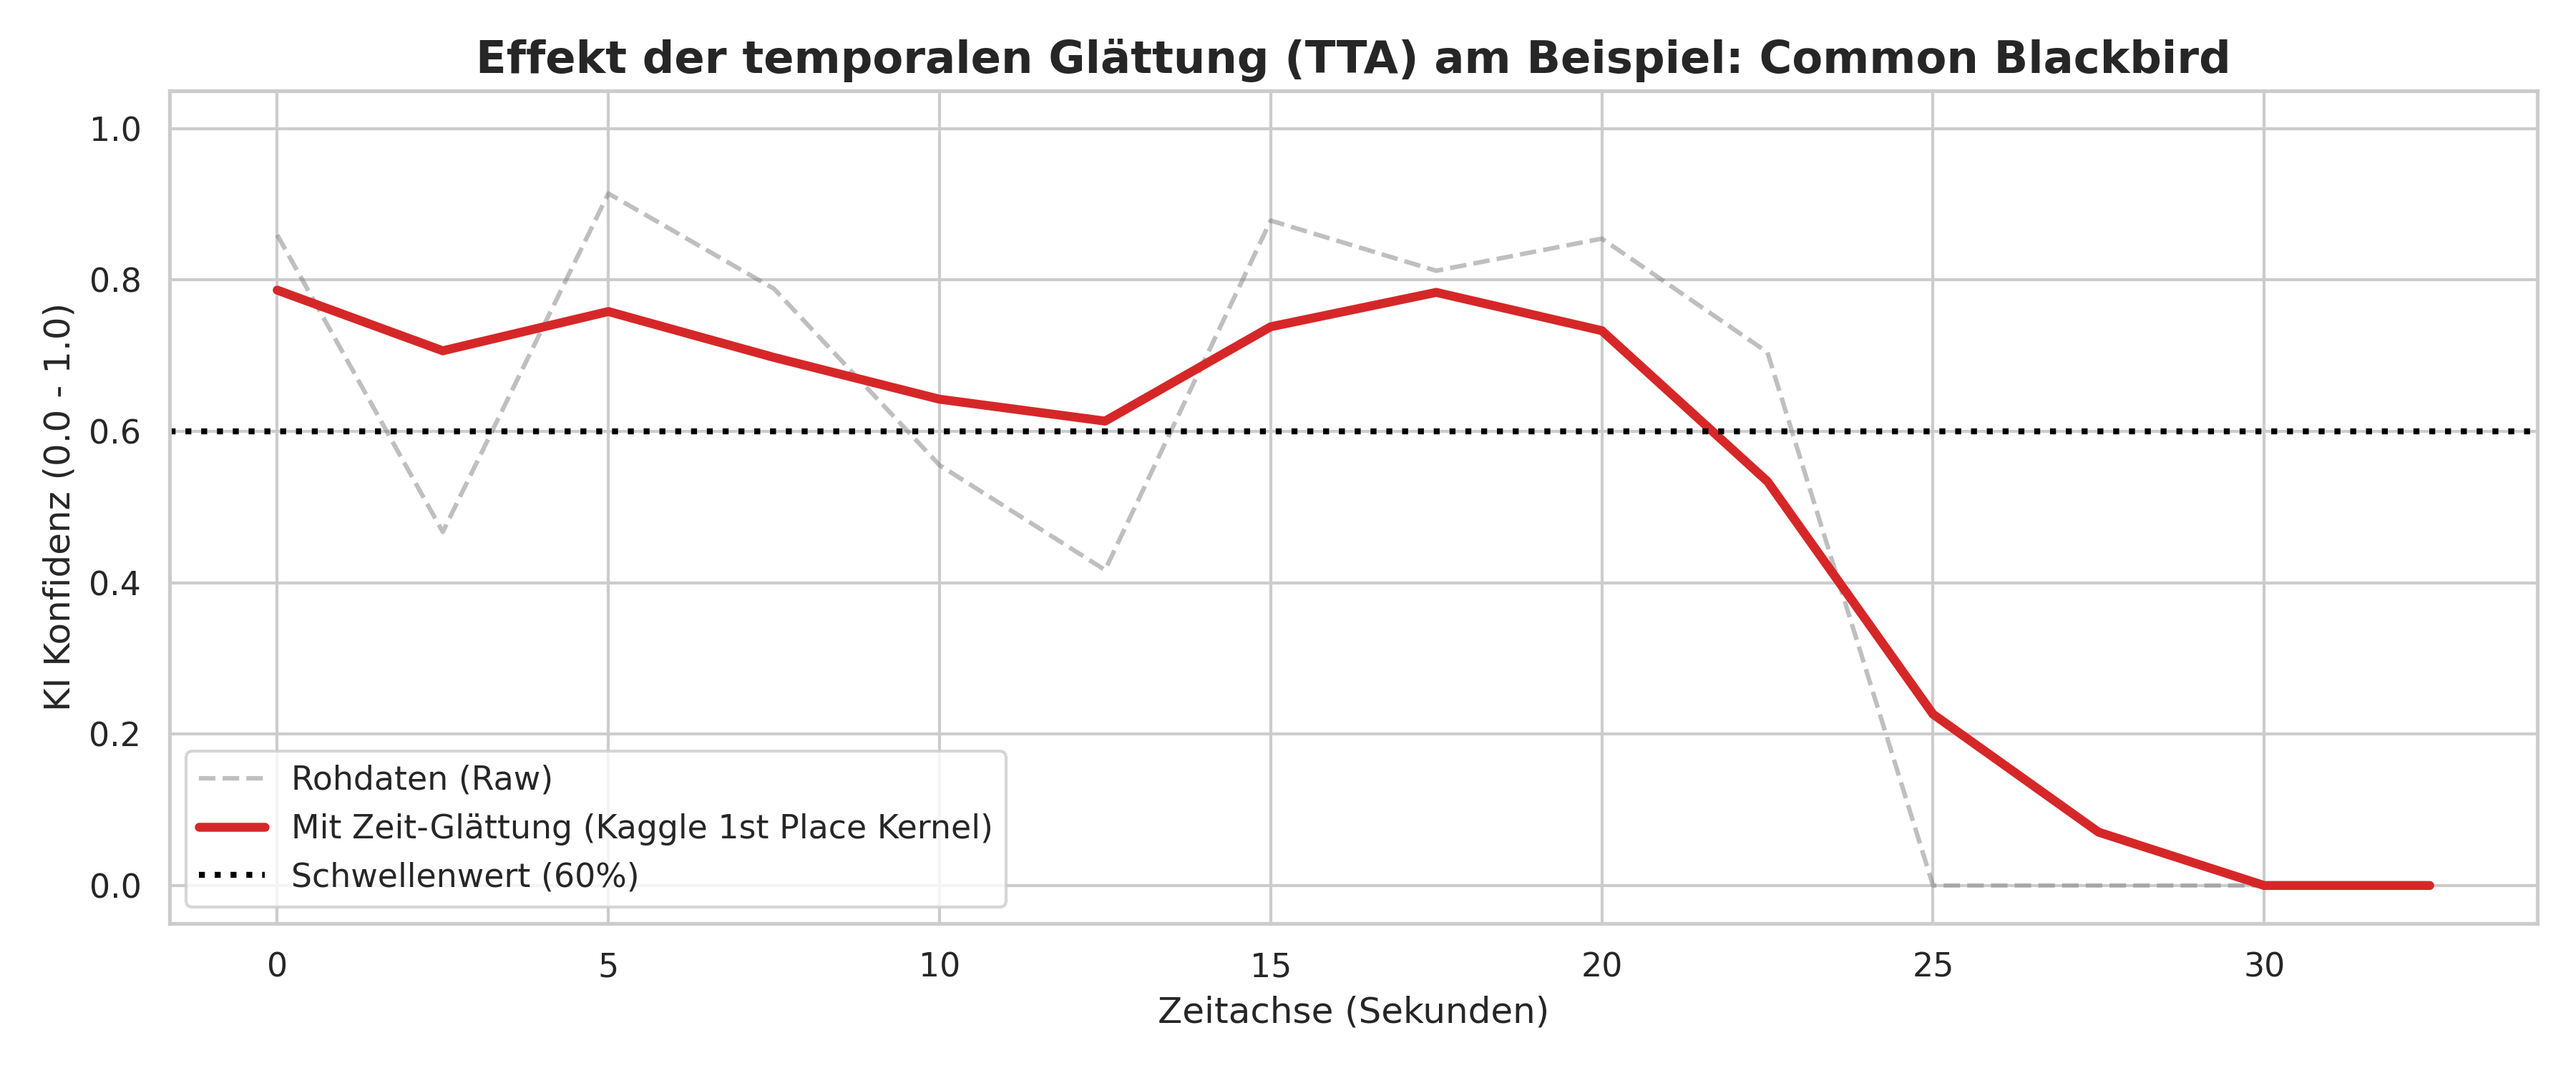 Effekt der temporalen Glättung (TTA) am Beispiel: Common Blackbird
KI Konfidenz (0.0 - 1.0)
1.0
0.8
0.6
0.4
0.2
0.0
Rohdaten (Raw)
Mit Zeit-Glättung (Kaggle 1st Place Kernel)
Schwellenwert (60%)
0 5 10 15 20 25 30
Zeitachse (Sekunden)